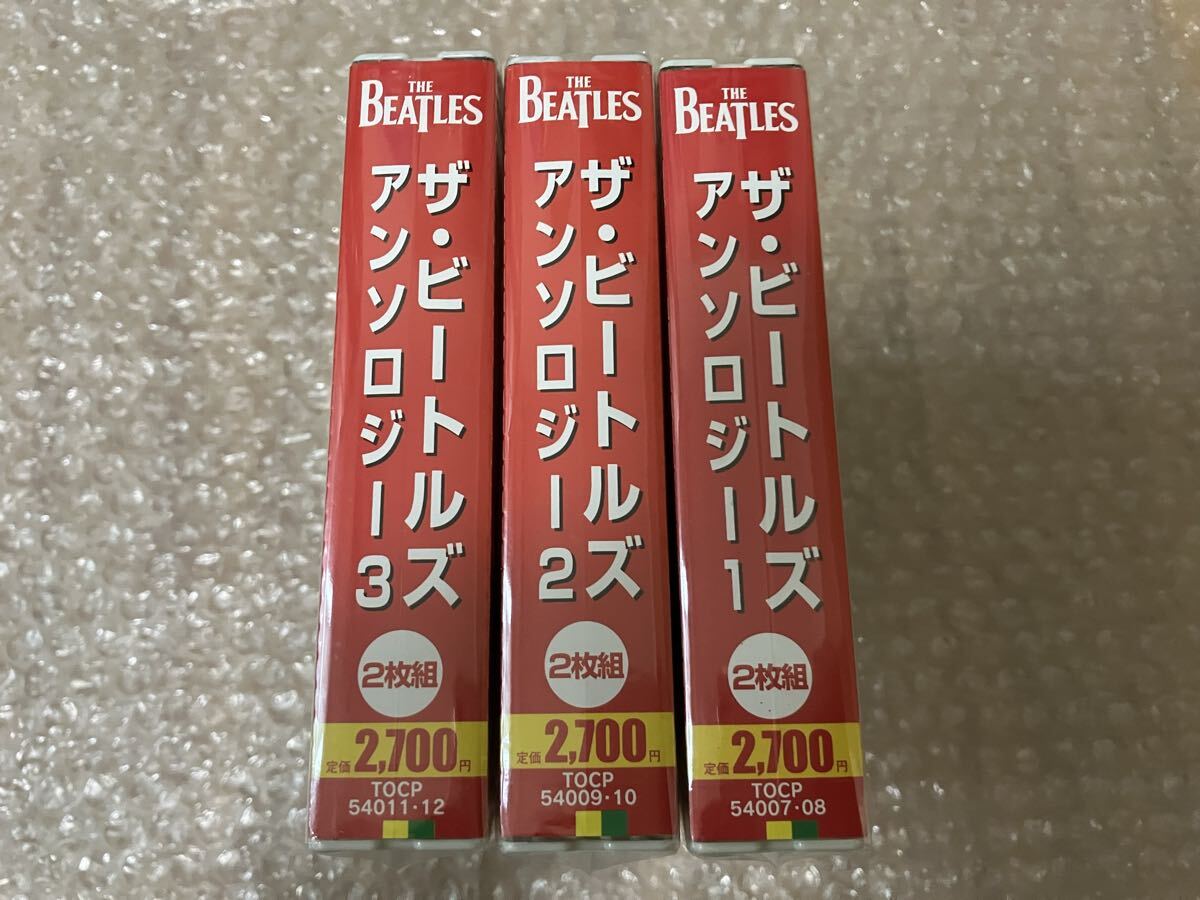 THE
BEATLES
ザ・ビートルズ
アンソロジー3
2枚組
定価2,700円
TOCP
54011・12
THE
BEATLES
ザ・ビートルズ
アンソロジー2
2枚組
定価2,700円
TOCP
54009・10
THE
BEATLES
ザ・ビートルズ
アンソロジー1
2枚組
定価2,700円
TOCP
54007・08